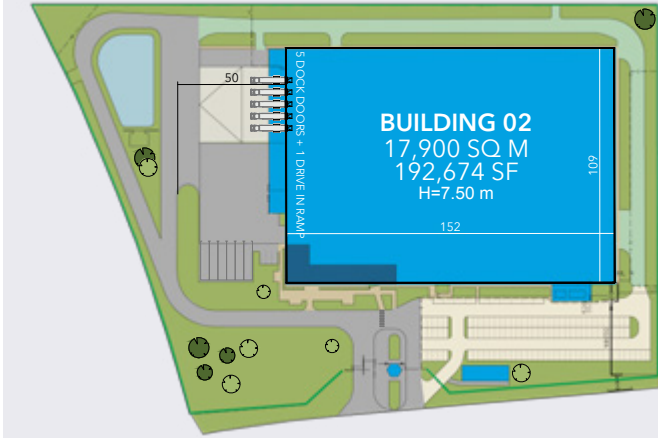 50
5 DOCK DOORS + 1 DRIVE IN RAMP
BUILDING 02
17,900 SQ M
192,674 SF
H=7.50 m
109
152